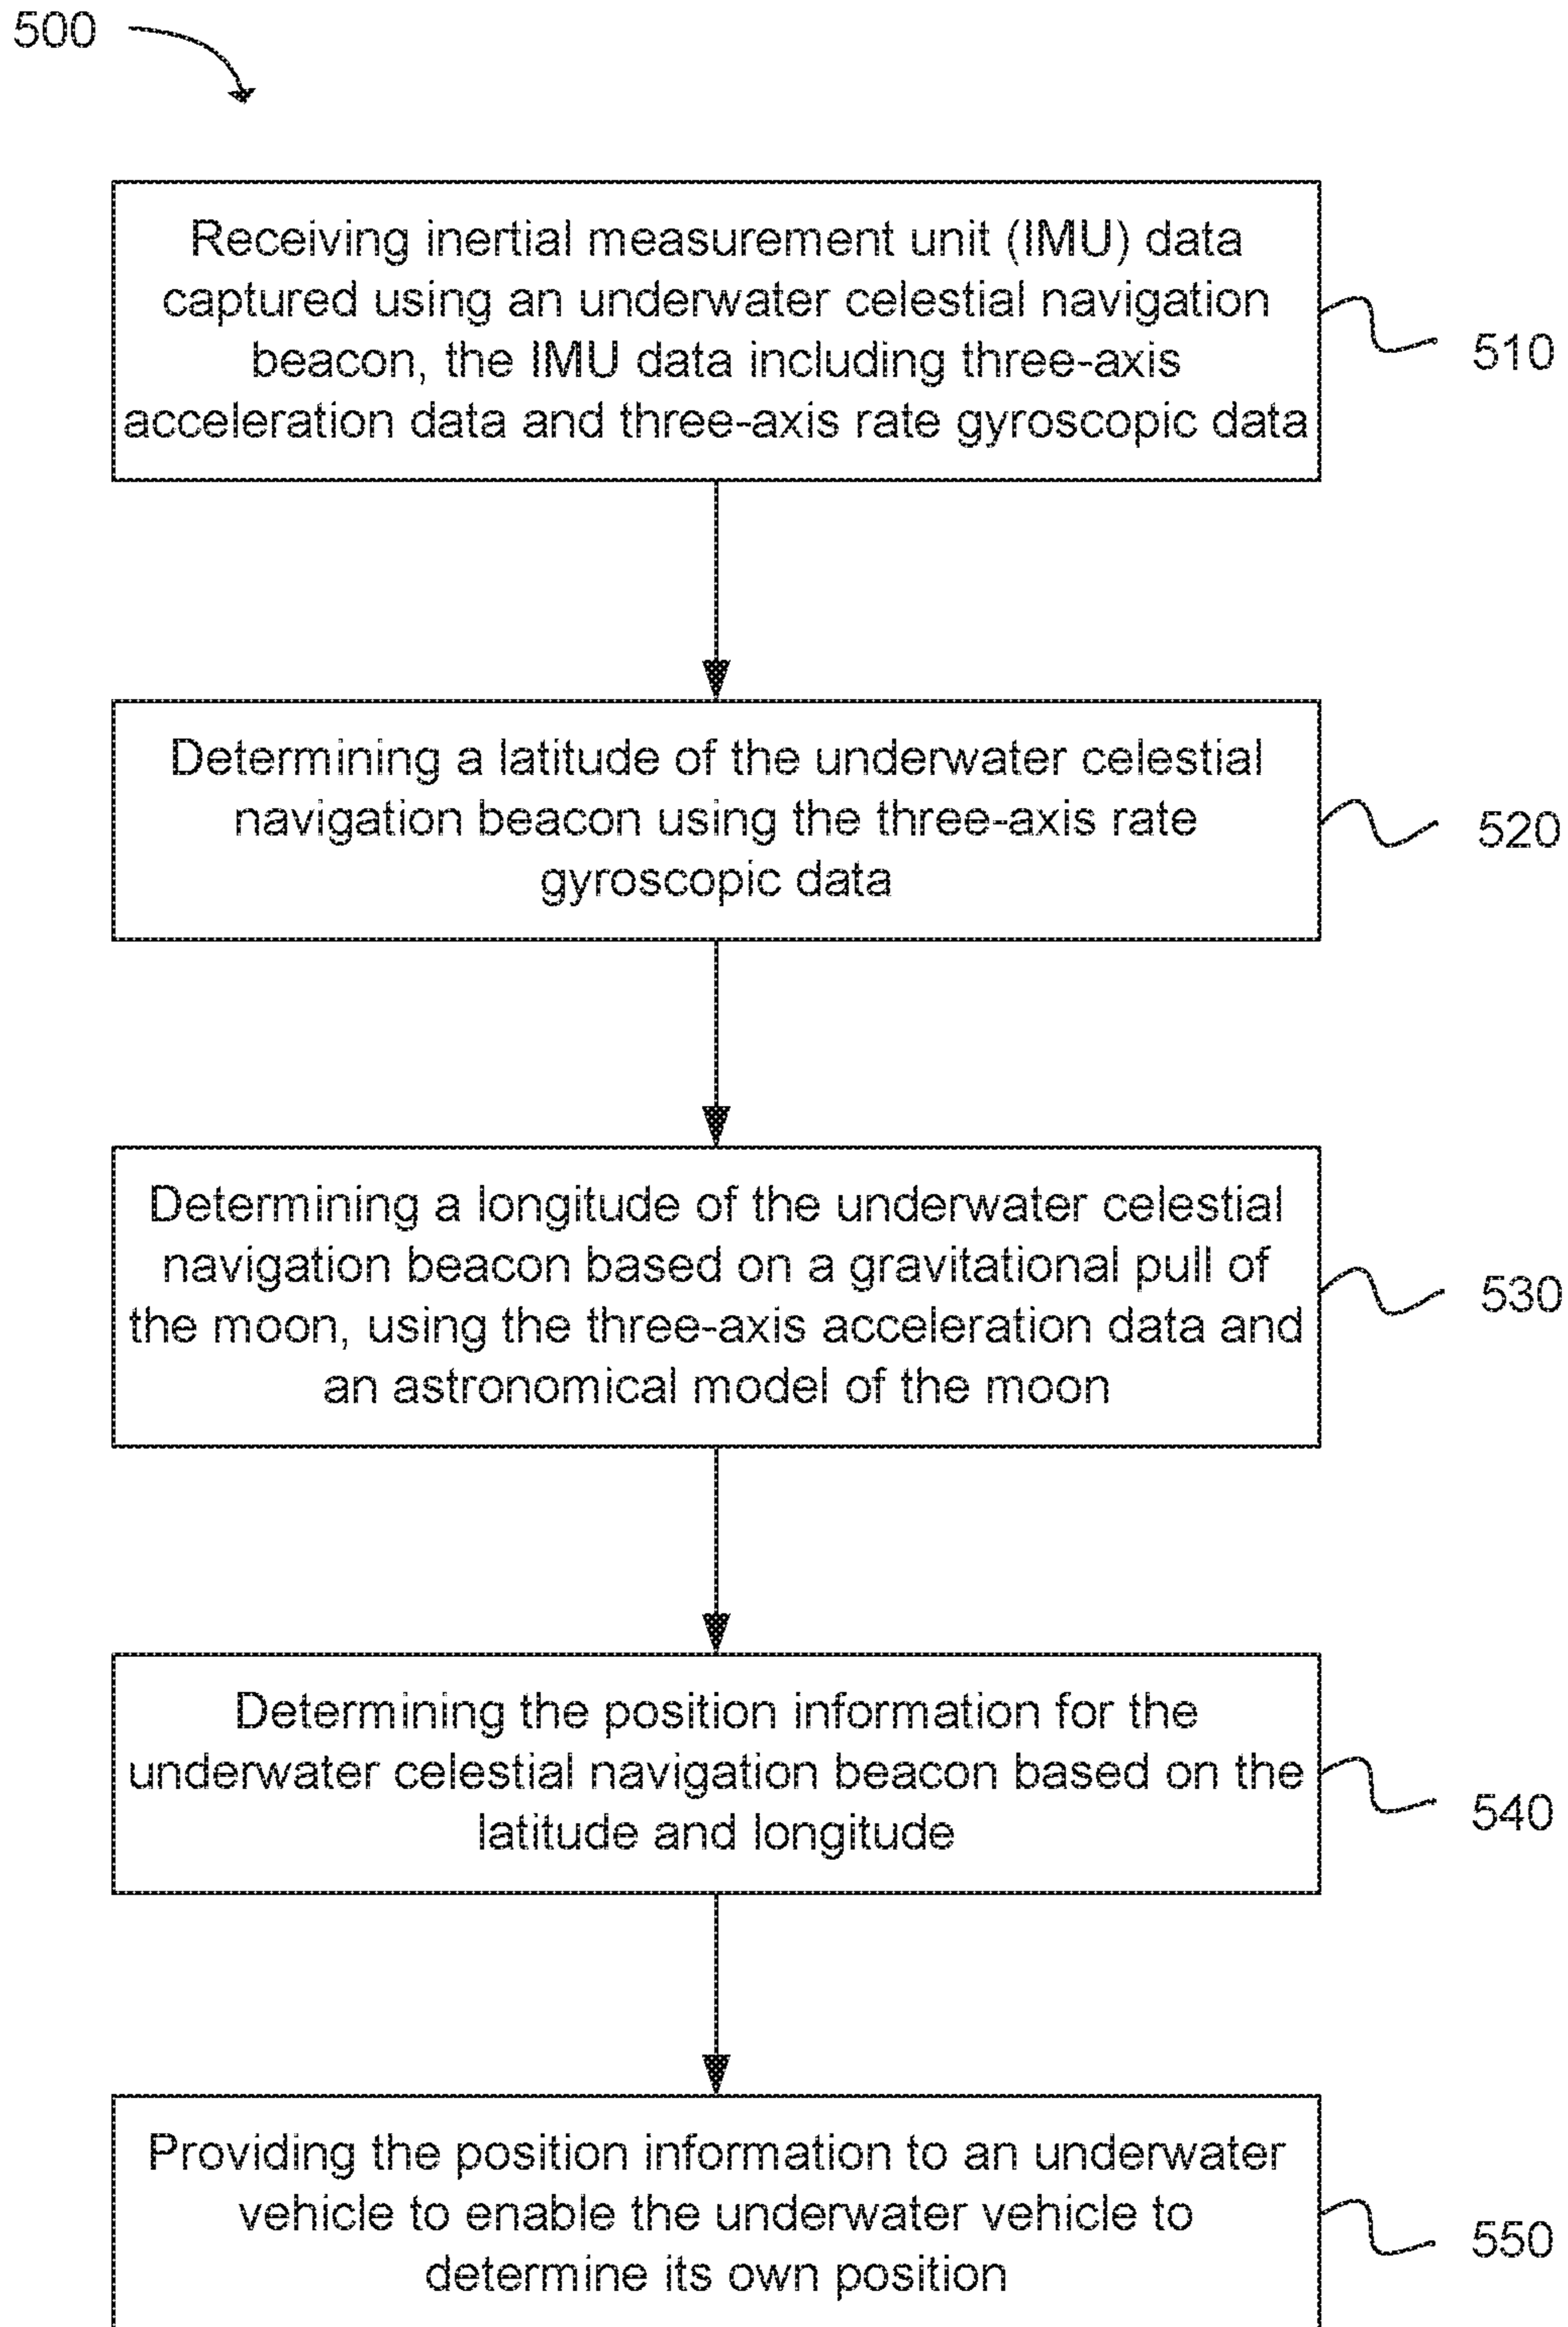 500
Receiving inertial measurement unit (IMU) data
captured using an underwater celestial navigation
beacon, the IMU data including three-axis
acceleration data and three-axis rate gyroscopic data
510
Determining a latitude of the underwater celestial
navigation beacon using the three-axis rate
gyroscopic data
520
Determining a longitude of the underwater celestial
navigation beacon based on a gravitational pull of
the moon, using the three-axis acceleration data and
an astronomical model of the moon
530
Determining the position information for the
underwater celestial navigation beacon based on the
latitude and longitude
540
Providing the position information to an underwater
vehicle to enable the underwater vehicle to
determine its own position
550